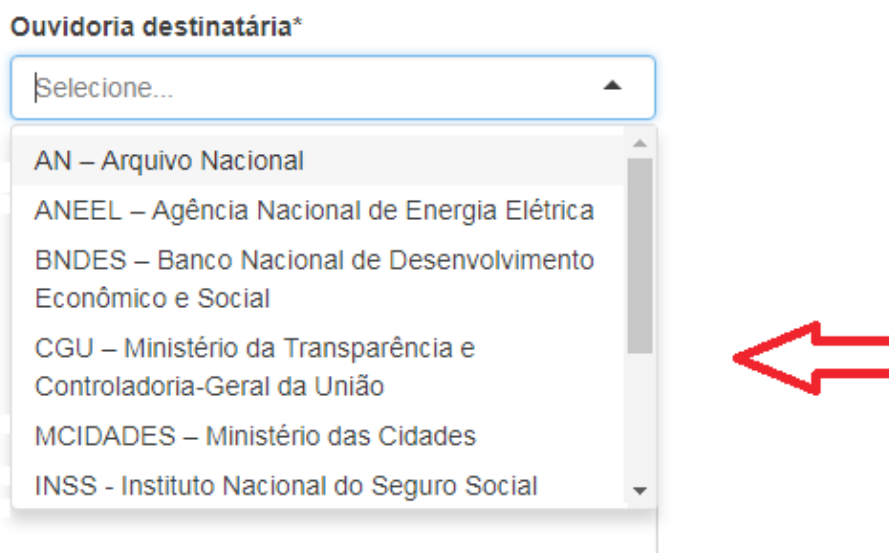 Ouvidoria destinatária*
Selecione...
AN – Arquivo Nacional
ANEEL – Agência Nacional de Energia Elétrica
BNDES – Banco Nacional de Desenvolvimento
Econômico e Social
CGU – Ministério da Transparência e
Controladoria-Geral da União
MCIDADES – Ministério das Cidades
INSS - Instituto Nacional do Seguro Social